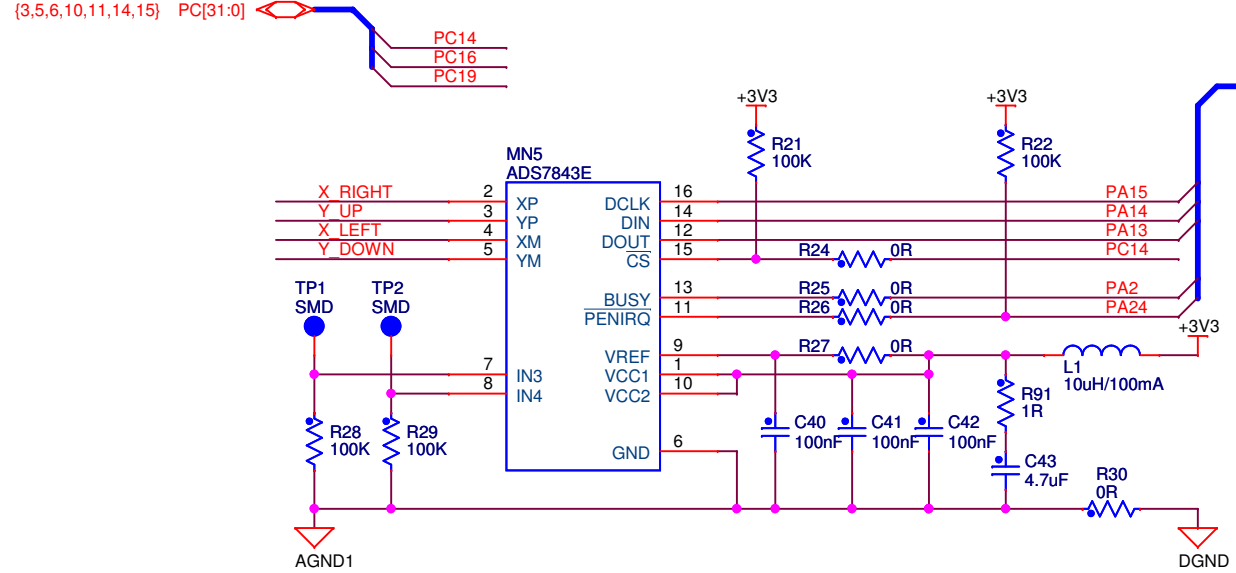 {3,5,6,10,11,14,15} PC[31:0]
PC14
PC16
PC19
+3V3 +3V3
R21
100K
R22
100K
MN5
ADS7843E
X_RIGHT 2 XP DCLK 16 PA15
Y_UP 3 YP DIN 14 PA14
X_LEFT 4 XM DOUT 12 PA13
Y_DOWN 5 YM CS 15 R24 0R PC14
TP1
SMD
TP2
SMD
BUSY 13 R25 0R PA2
PENIRQ 11 R26 0R PA24
+3V3
VREF 9 R27 0R
L1
10uH/100mA
7 IN3 VCC1 1
8 IN4 VCC2 10
R91
1R
R28
100K
R29
100K
C40
100nF
C41
100nF
C42
100nF
GND 6
C43
4.7uF
R30
0R
AGND1 DGND